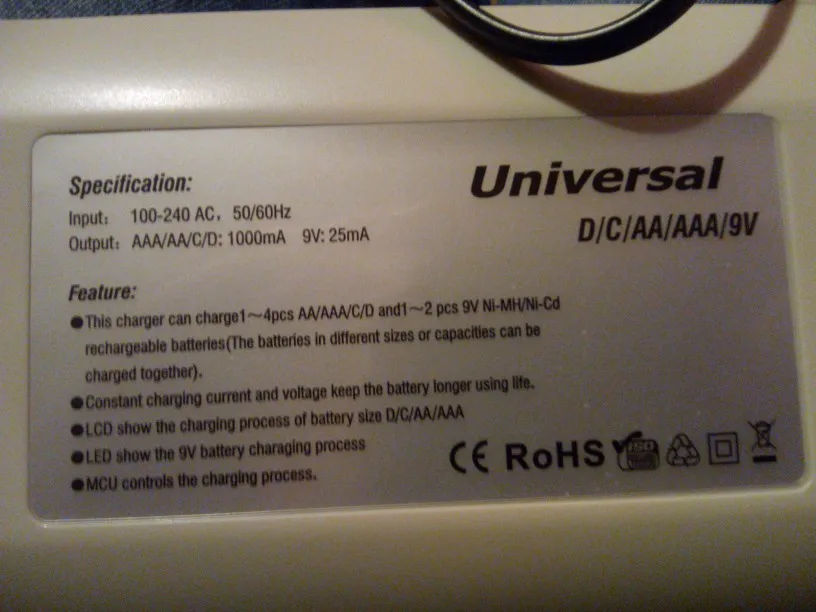 Specification:
Input: 100-240 AC, 50/60Hz
Output: AAA/AA/C/D: 1000mA 9V: 25mA
Universal
D/C/AA/AAA/9V
Feature:
●This charger can charge1~4pcs AA/AAA/C/D and1~2 pcs 9V Ni-MH/Ni-Cd
rechargeable batteries(The batteries in different sizes or capacities can be
charged together).
●Constant charging current and voltage keep the battery longer using life.
●LCD show the charging process of battery size D/C/AA/AAA
●LED show the 9V battery charaging process
●MCU controls the charging process.
CE RoHS